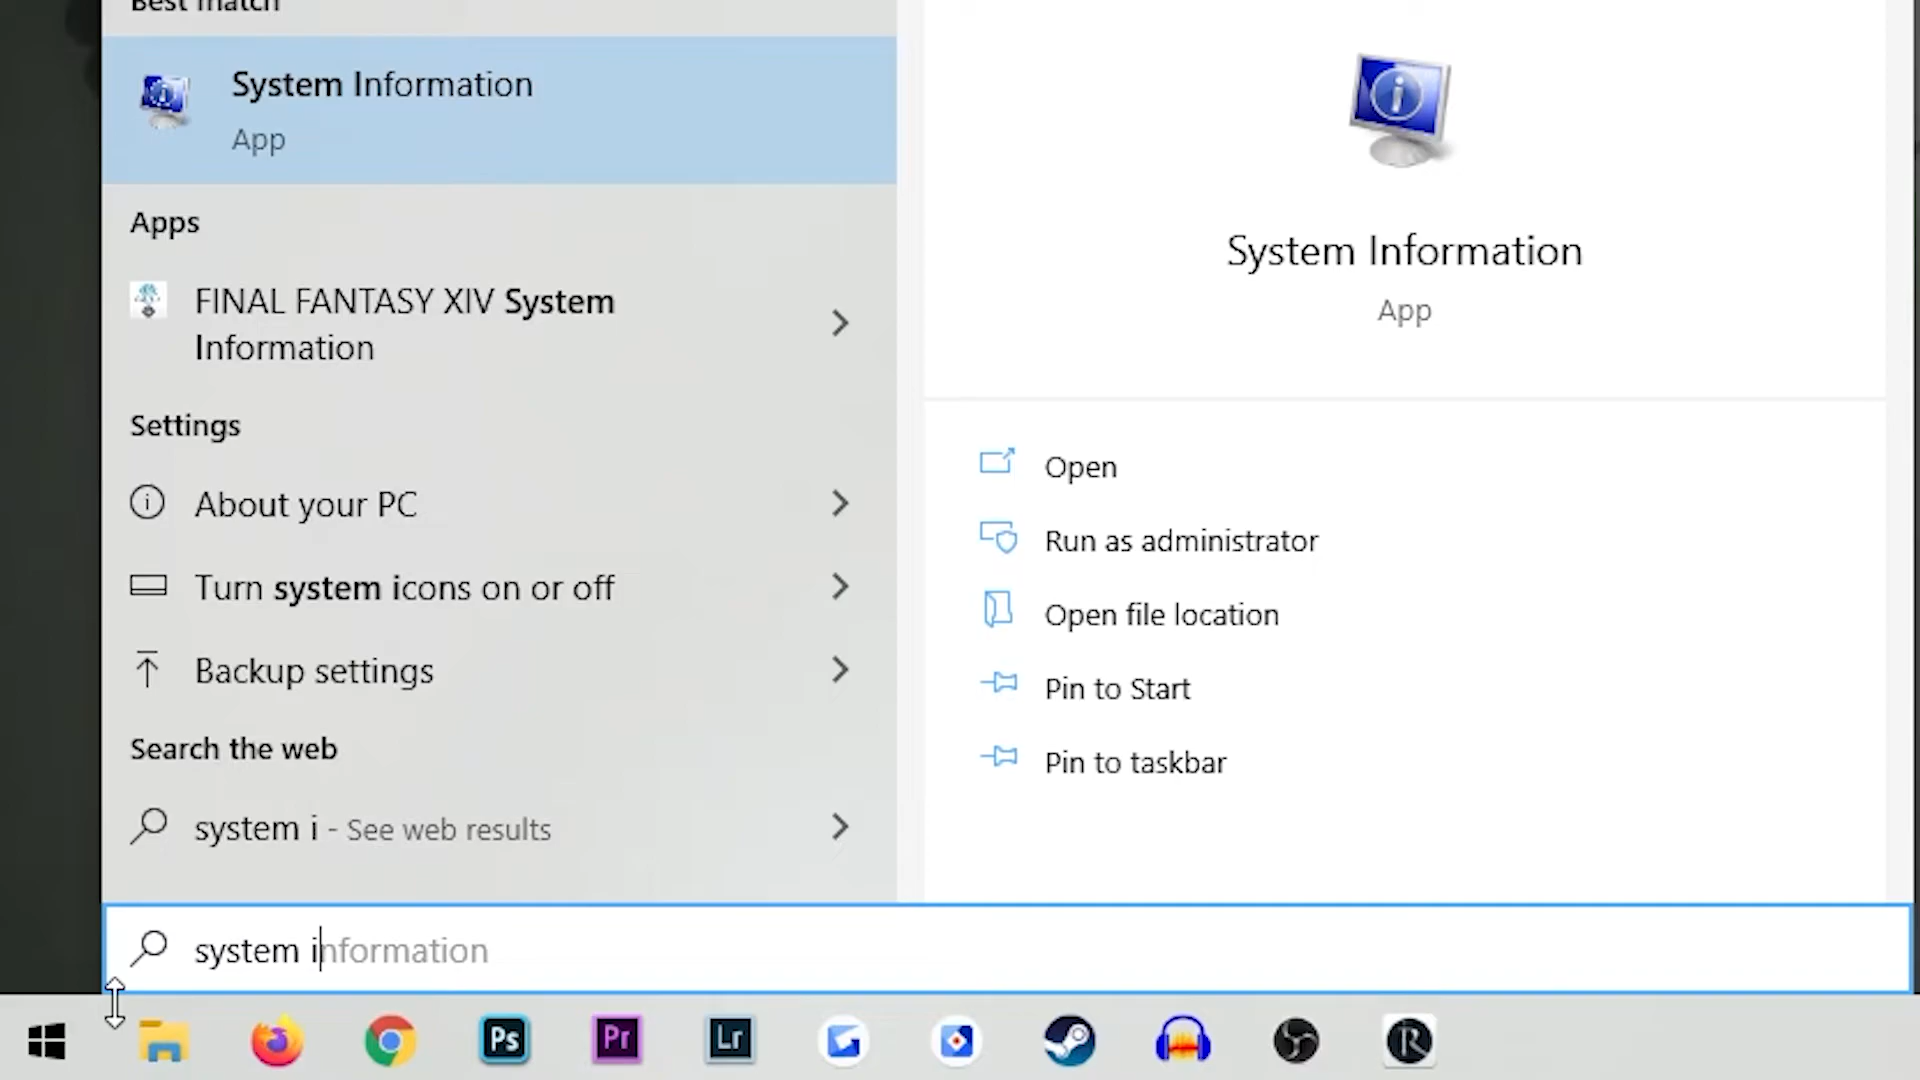 Best match
System Information
App
Apps
FINAL FANTASY XIV System
Information
Settings
About your PC
Turn system icons on or off
Backup settings
Search the web
system i - See web results
system information
System Information
App
Open
Run as administrator
Open file location
Pin to Start
Pin to taskbar
Ps
Pr
Lr
R